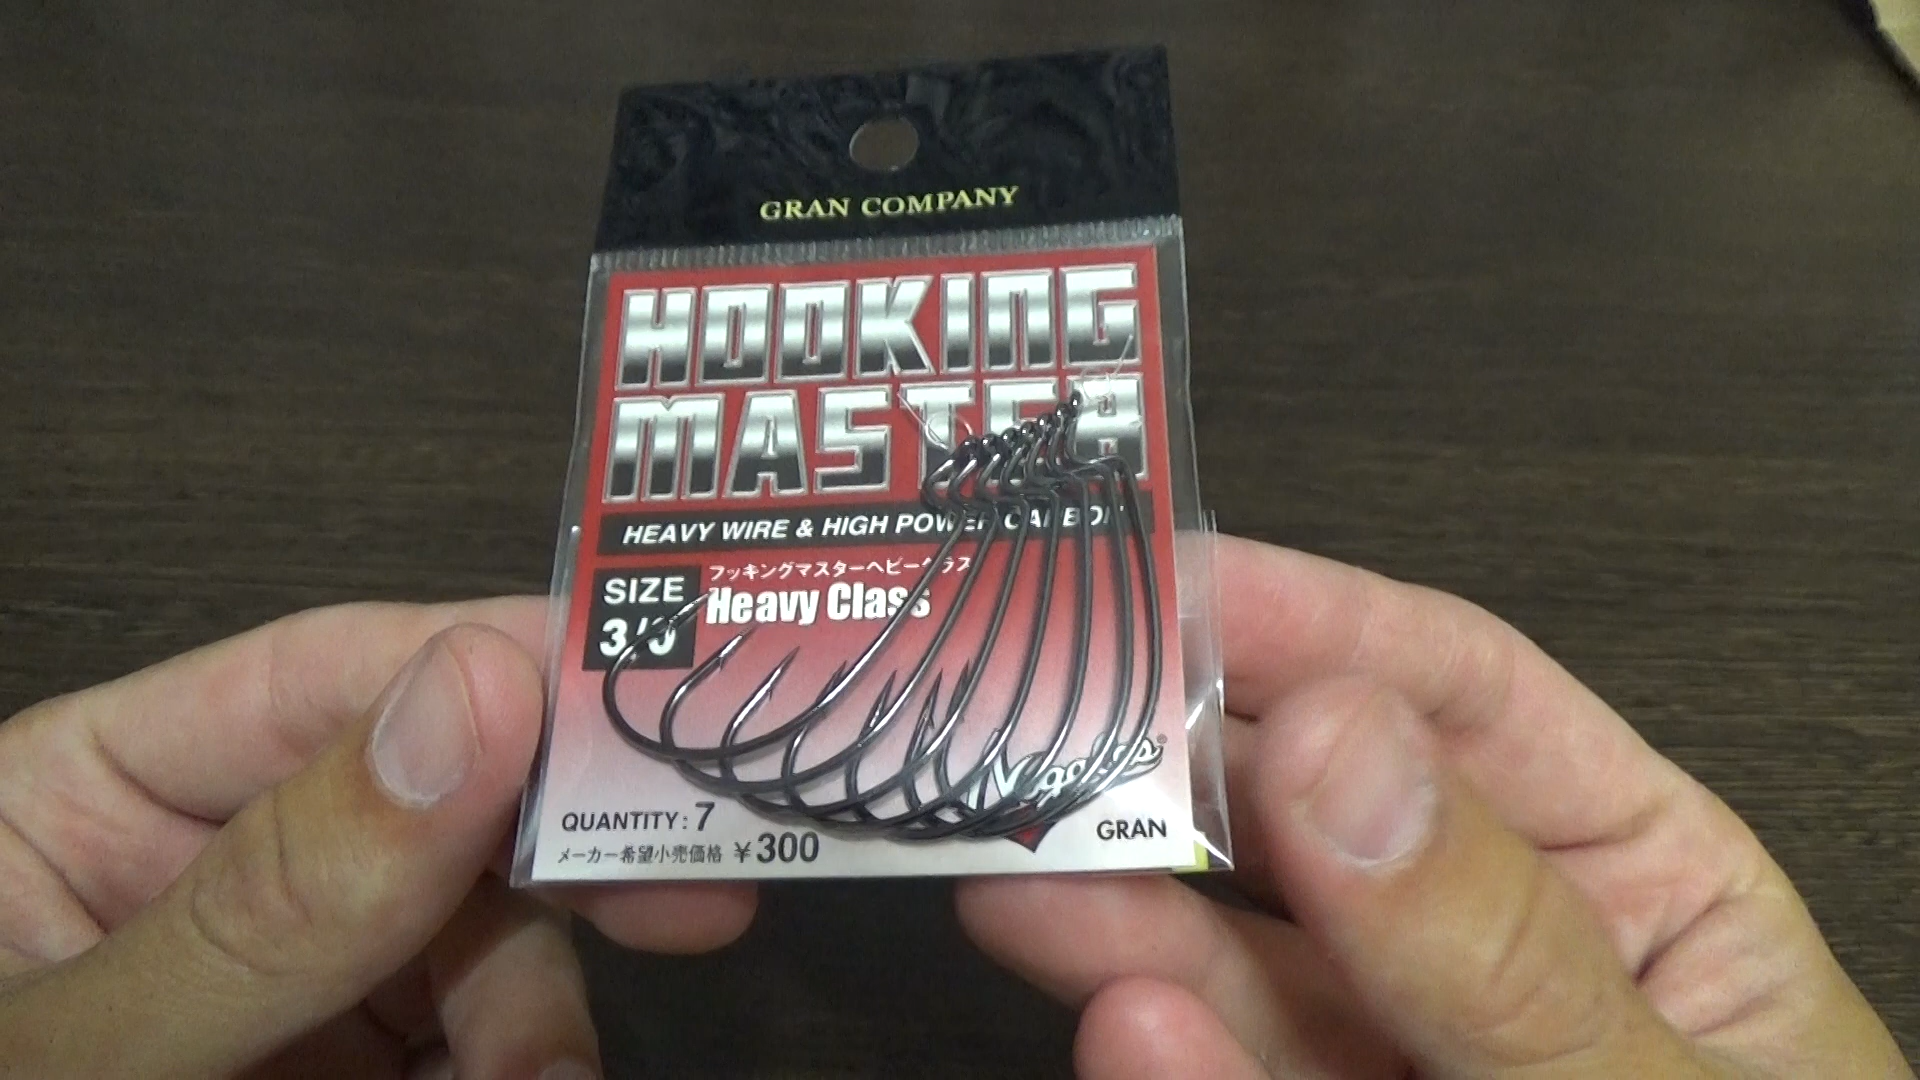 GRAN COMPANY
HOOKING
MASTER
HEAVY WIRE & HIGH POWER CARBON
フッキングマスターヘビークラス
SIZE
3/0
Heavy Class
Nogales®
GRAN
QUANTITY: 7
メーカー希望小売価格 ¥300